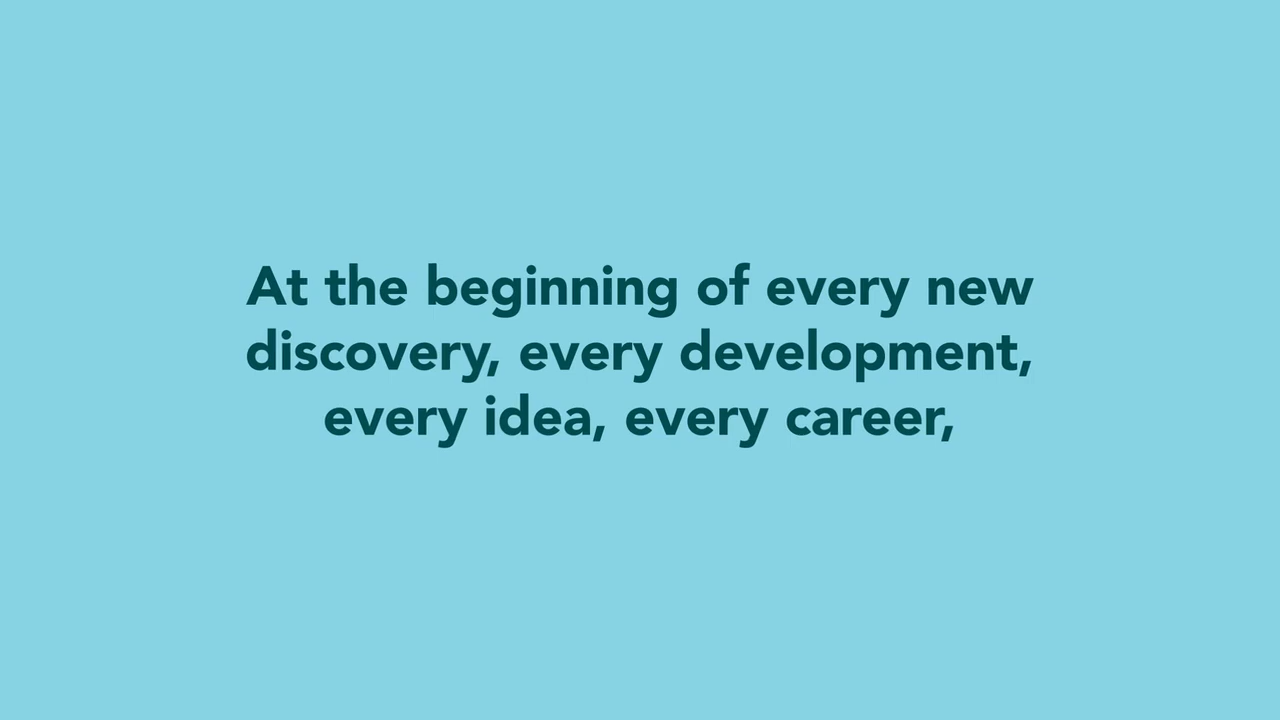 At the beginning of every new
discovery, every development,
every idea, every career,